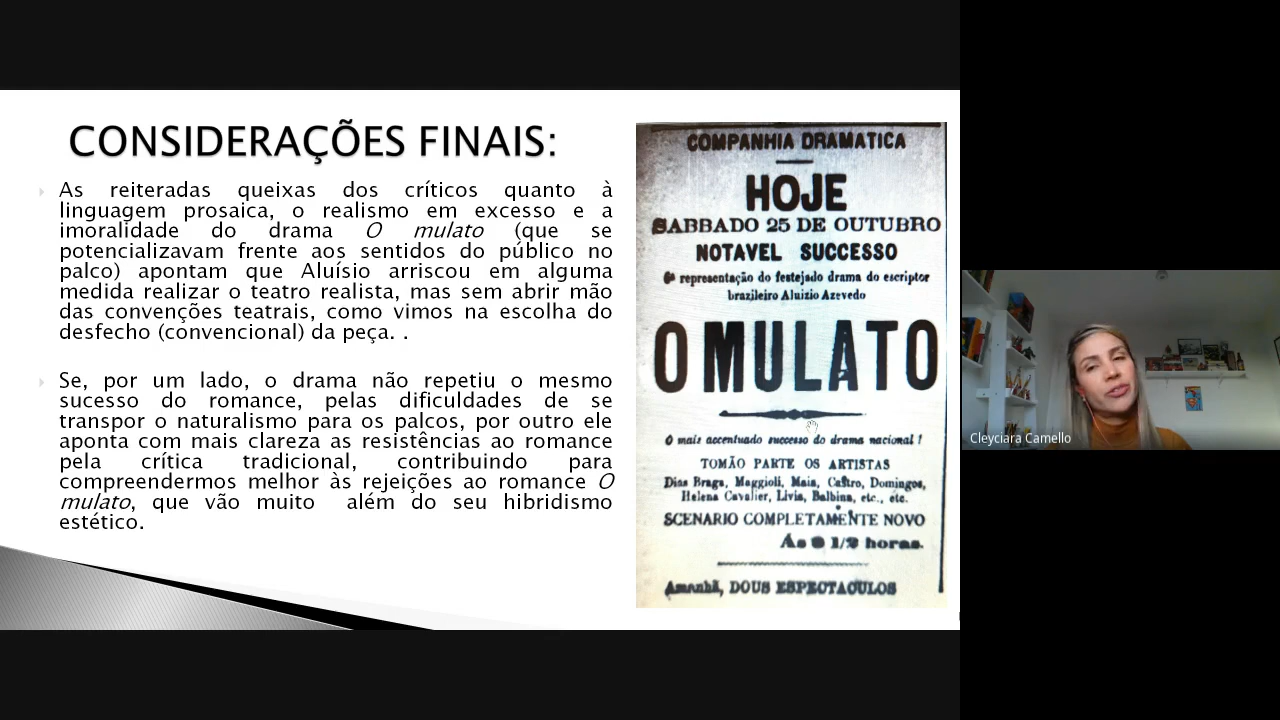 CONSIDERAÇÕES FINAIS:
As reiteradas queixas dos críticos quanto à
linguagem prosaica, o realismo em excesso e a
imoralidade do drama O mulato (que se
potencializavam frente aos sentidos do público no
palco) apontam que Aluísio arriscou em alguma
medida realizar o teatro realista, mas sem abrir mão
das convenções teatrais, como vimos na escolha do
desfecho (convencional) da peça. .
Se, por um lado, o drama não repetiu o mesmo
sucesso do romance, pelas dificuldades de se
transpor o naturalismo para os palcos, por outro ele
aponta com mais clareza as resistências ao romance
pela crítica tradicional, contribuindo para
compreendermos melhor às rejeições ao romance O
mulato, que vão muito além do seu hibridismo
estético.
COMPANHIA DRAMATICA
HOJE
SABBADO 25 DE OUTUBRO
NOTAVEL SUCCESSO
representação do festejado drama do escriptor
brazileiro Aluizio Azevedo
O MULATO
O mais accentuado successo do drama nacional !
TOMÃO PARTE OS ARTISTAS
Dias Braga, Maggioli, Maia, Castro, Domingos,
Helena Cavalier, Livia, Balbina, etc., etc.
SCENARIO COMPLETAMENTE NOVO
Ás 8 1/2 horas.
Amanhã, DOUS ESPECTACULOS
Cleyciara Camello